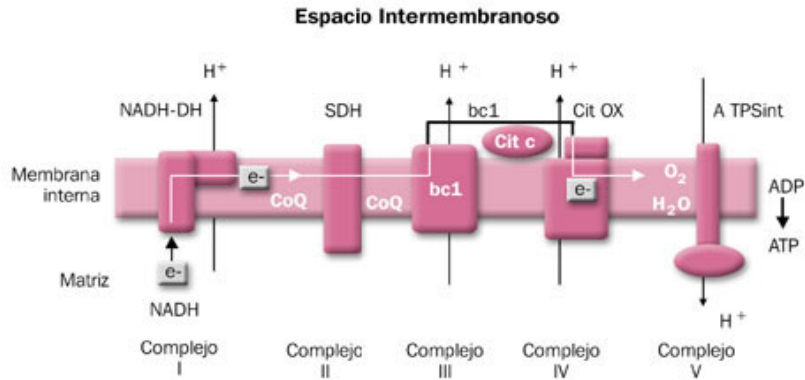 Espacio Intermembranoso
H+ H+ H+
NADH-DH SDH bc1 Cit OX A TPSint
Cit c
Membrana
interna
e-
CoQ CoQ
bc1
e-
O2
H2O
ADP
ATP
Matriz
e-
NADH
H +
Complejo
I
Complejo
II
Complejo
III
Complejo
IV
Complejo
V